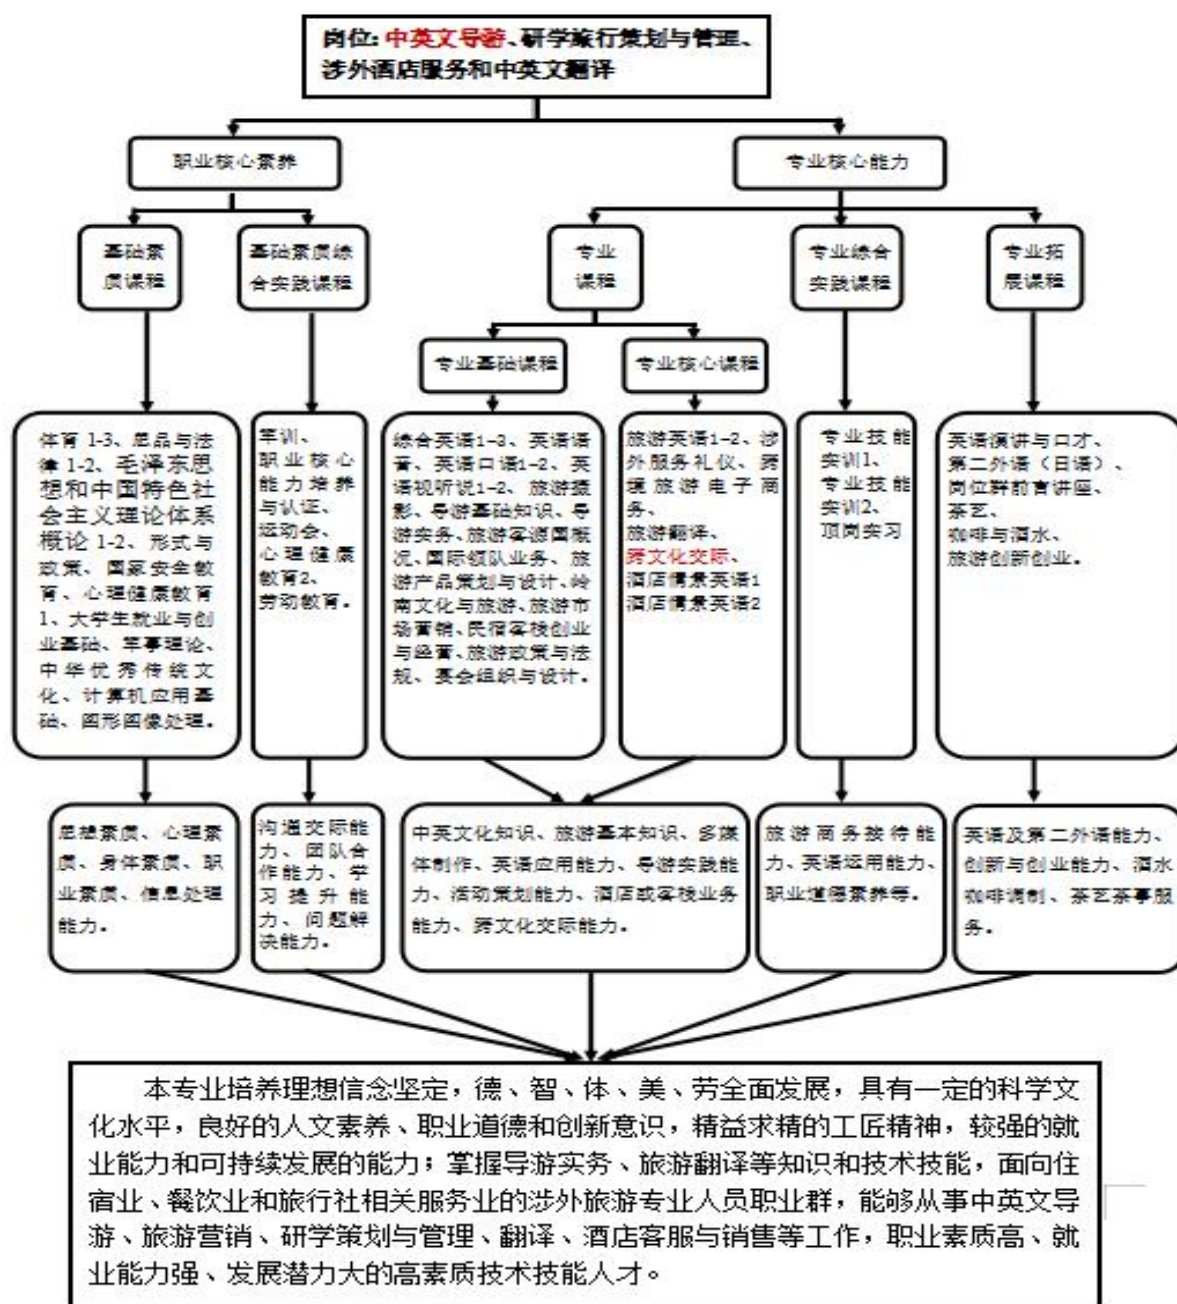 岗位: 中英文导游、研学旅行策划与管理、
涉外酒店服务和中英文翻译
职业核心素养
专业核心能力
基础素
质课程
基础素质综
合实践课程
专业
课程
专业综合
实践课程
专业拓
展课程
专业基础课程
专业核心课程
体育 1-3、思品与法
律 1-2、毛泽东思
想和中国特色社
会主义理论体系
概论 1-2、形式与
政策、国家安全教
育、心理健康教育
1、大学生就业与创
业基础、军事理论、
中华优秀传统文
化、计算机应用基
础、图形图像处理。
军训、
职业核心
能力培养
与认证、
运动会、
心理健康
教育2、
劳动教育。
综合英语1-3、英语语
音、英语口语1-2、英
语视听说1-2、旅游摄
影、导游基础知识、导
游实务、旅游客源国概
况、国际领队业务、旅
游产品策划与设计、岭
南文化与旅游、旅游市
场营销、民宿客栈创业
与经营、旅游政策与法
规、宴会组织与设计。
旅游英语1-2、涉
外服务礼仪、跨
境旅游电子商
务、
旅游翻译、
跨文化交际、
酒店情景英语1
酒店情景英语2
专业技能
实训1、
专业技能
实训2、
顶岗实习
英语演讲与口才、
第二外语（日语）、
岗位群前言讲座、
茶艺、
咖啡与酒水、
旅游创新创业。
思想素质、心理素
质、身体素质、职
业素质、信息处理
能力。
沟通交际能
力、团队合
作能力、学
习提升能
力、问题解
决能力。
中英文化知识、旅游基本知识、多媒
体制作、英语应用能力、导游实践能
力、活动策划能力、酒店或客栈业务
能力、跨文化交际能力。
旅游商务接待能
力、英语运用能力、
职业道德素养等。
英语及第二外语能力、
创新与创业能力、酒水
咖啡调制、茶艺茶事服
务。
本专业培养理想信念坚定，德、智、体、美、劳全面发展，具有一定的科学文
化水平，良好的人文素养、职业道德和创新意识，精益求精的工匠精神，较强的就
业能力和可持续发展的能力；掌握导游实务、旅游翻译等知识和技术技能，面向住
宿业、餐饮业和旅行社相关服务业的涉外旅游专业人员职业群，能够从事中英文导
游、旅游营销、研学策划与管理、翻译、酒店客服与销售等工作，职业素质高、就
业能力强、发展潜力大的高素质技术技能人才。